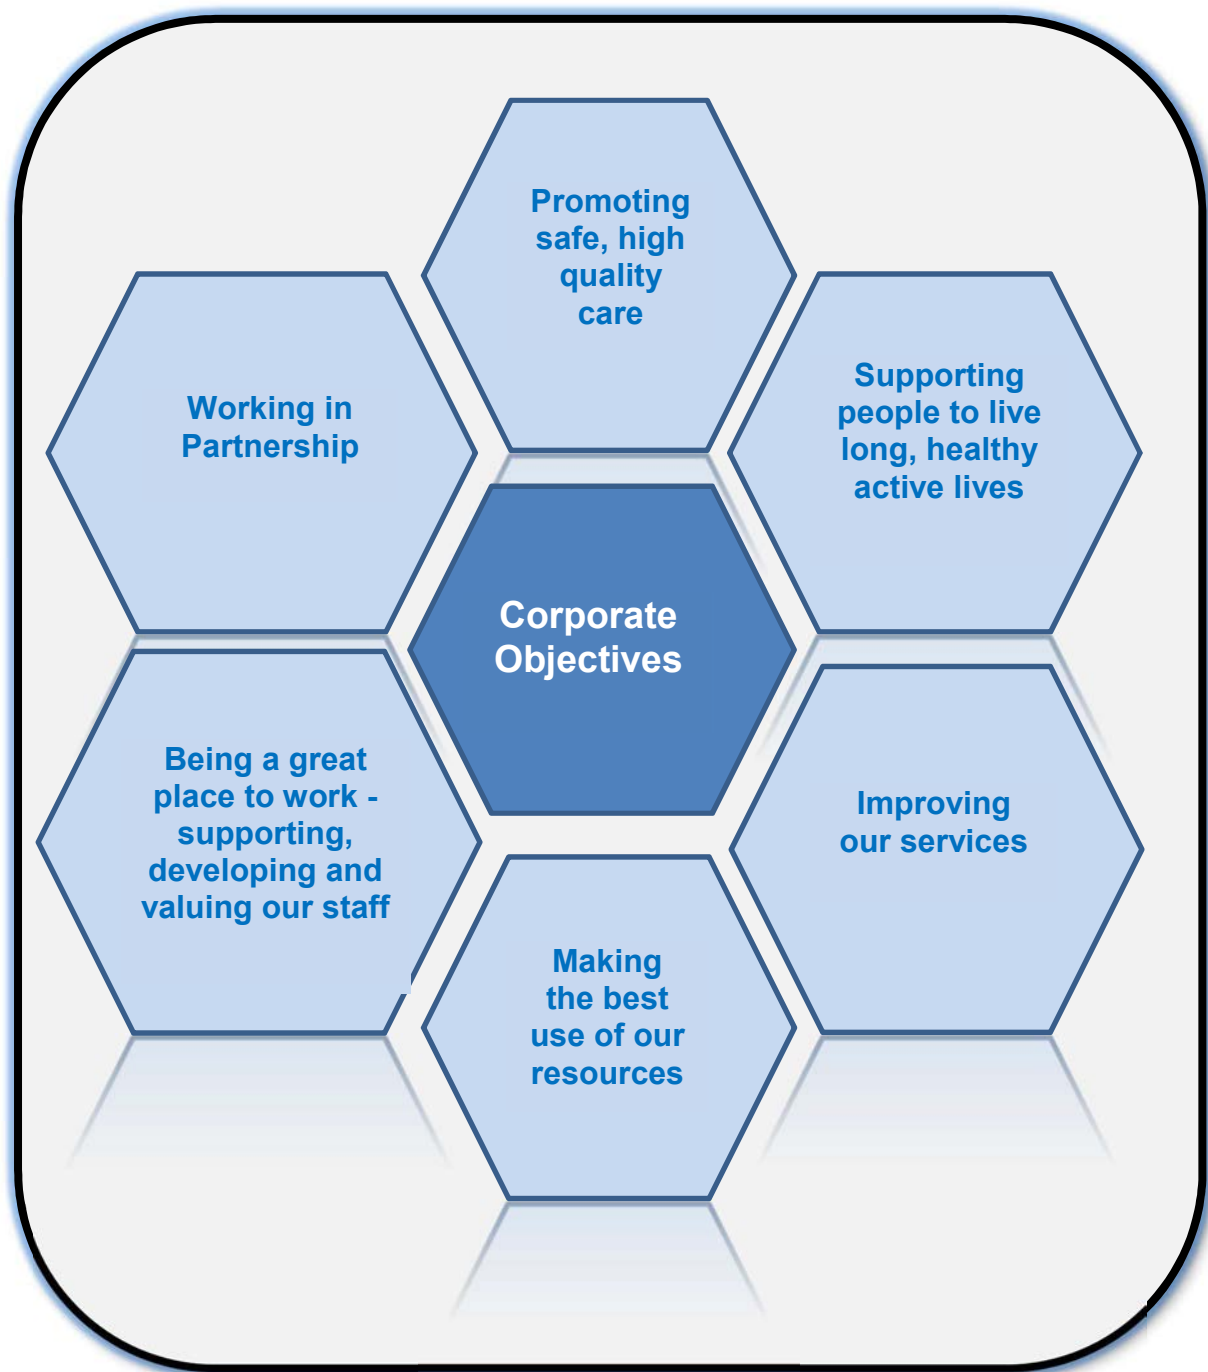 Promoting
safe, high
quality
care
Supporting
people to live
long, healthy
active lives
Working in
Partnership
Corporate
Objectives
Being a great
place to work -
supporting,
developing and
valuing our staff
Improving
our services
Making
the best
use of our
resources